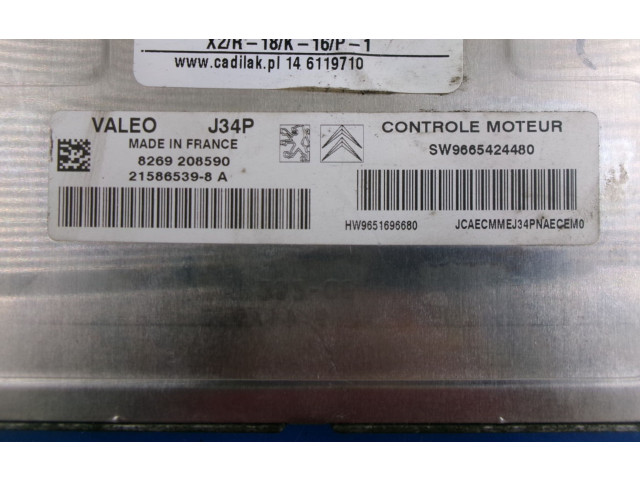 X2/R-18/K-16/P-1
www.cadilak.pl 14 6119710
VALEO J34P
MADE IN FRANCE
8269 208590
21586539-8 A
CONTROLE MOTEUR
SW9665424480
HW9651696680 JCAECMMEJ34PNAECEM0